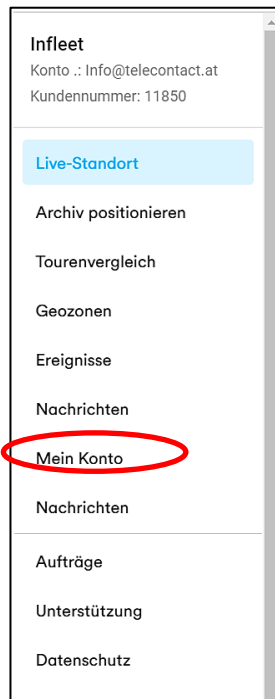 Infleet
Konto .: Info@telecontact.at
Kundennummer: 11850
Live-Standort
Archiv positionieren
Tourenvergleich
Geozonen
Ereignisse
Nachrichten
Mein Konto
Nachrichten
Aufträge
Unterstützung
Datenschutz